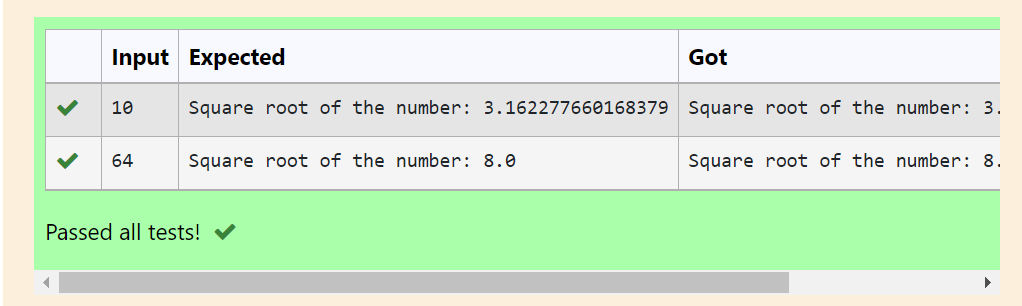 Input Expected Got
10 Square root of the number: 3.162277660168379 Square root of the number: 3.
64 Square root of the number: 8.0 Square root of the number: 8.
Passed all tests!